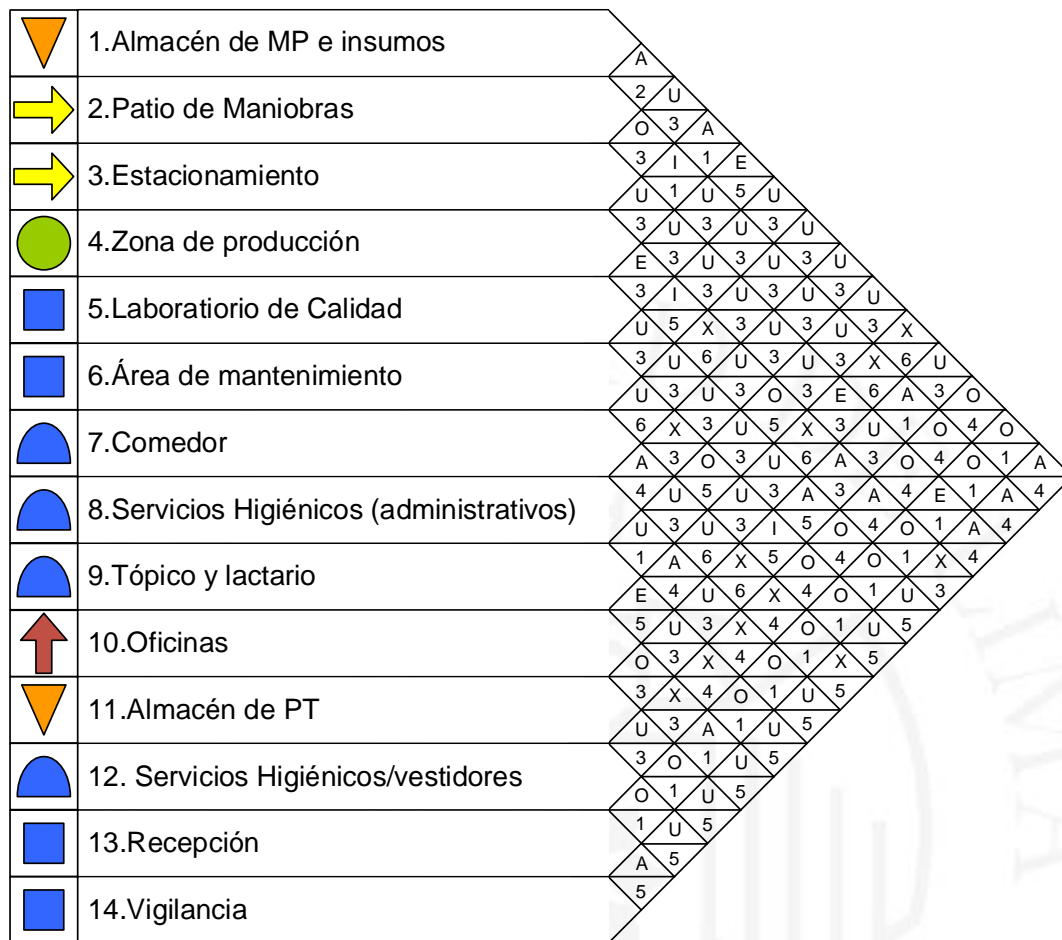 1.Almacén de MP e insumos
A
2 U
2.Patio de Maniobras
O 3 A
3 I 1 E
3.Estacionamiento
U 1 U 5 U
3 U 3 U 3 U
4.Zona de producción
E 3 U 3 U 3 U
3 I 3 U 3 U 3 U
5.Laboratiorio de Calidad
U 5 X 3 U 3 U 3 X
3 U 6 U 3 U 3 X 6 U
6.Área de mantenimiento
U 3 U 3 O 3 E 6 A 3 O
6 X 3 U 5 X 3 U 1 O 4 O
7.Comedor
A 3 O 3 U 6 A 3 O 4 O 1 A
4 U 5 U 3 A 3 A 4 E 1 A 4
8.Servicios Higiénicos (administrativos)
U 3 U 3 I 5 O 4 O 1 A 4
1 A 6 X 5 O 4 O 1 X 4
9.Tópico y lactario
E 4 U 6 X 4 O 1 U 3
5 U 3 X 4 O 1 U 5
10.Oficinas
O 3 X 4 O 1 X 5
3 X 4 O 1 U 5
11.Almacén de PT
U 3 A 1 U 5
3 O 1 U 5
12. Servicios Higiénicos/vestidores
O 1 U 5
1 U 5
13.Recepción
A 5
5
14.Vigilancia
IMA